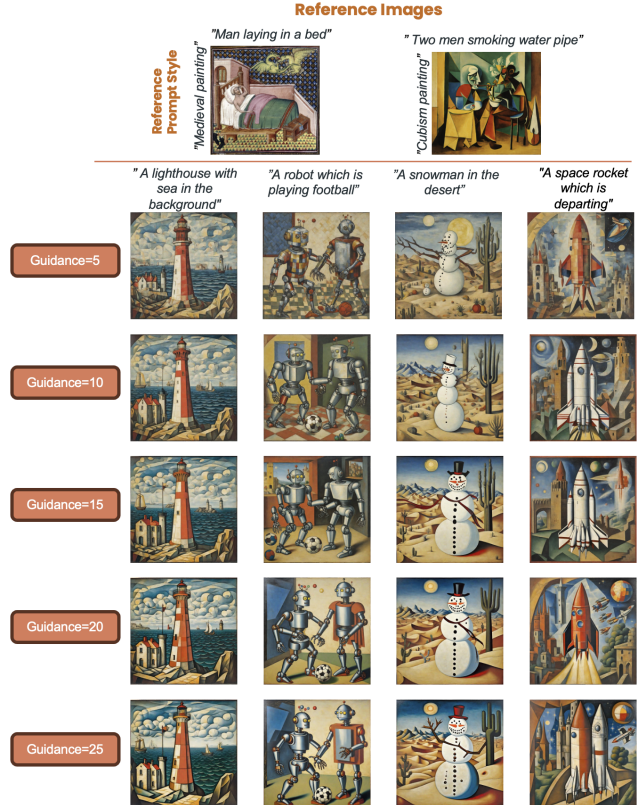 Reference Images
"Man laying in a bed"
" Two men smoking water pipe"
Reference
Prompt Style
"Medieval painting"
"Cubism painting"
" A lighthouse with
sea in the
background"
"A robot which is
playing football"
"A snowman in the
desert"
"A space rocket
which is
departing"
Guidance=5
Guidance=10
Guidance=15
Guidance=20
Guidance=25